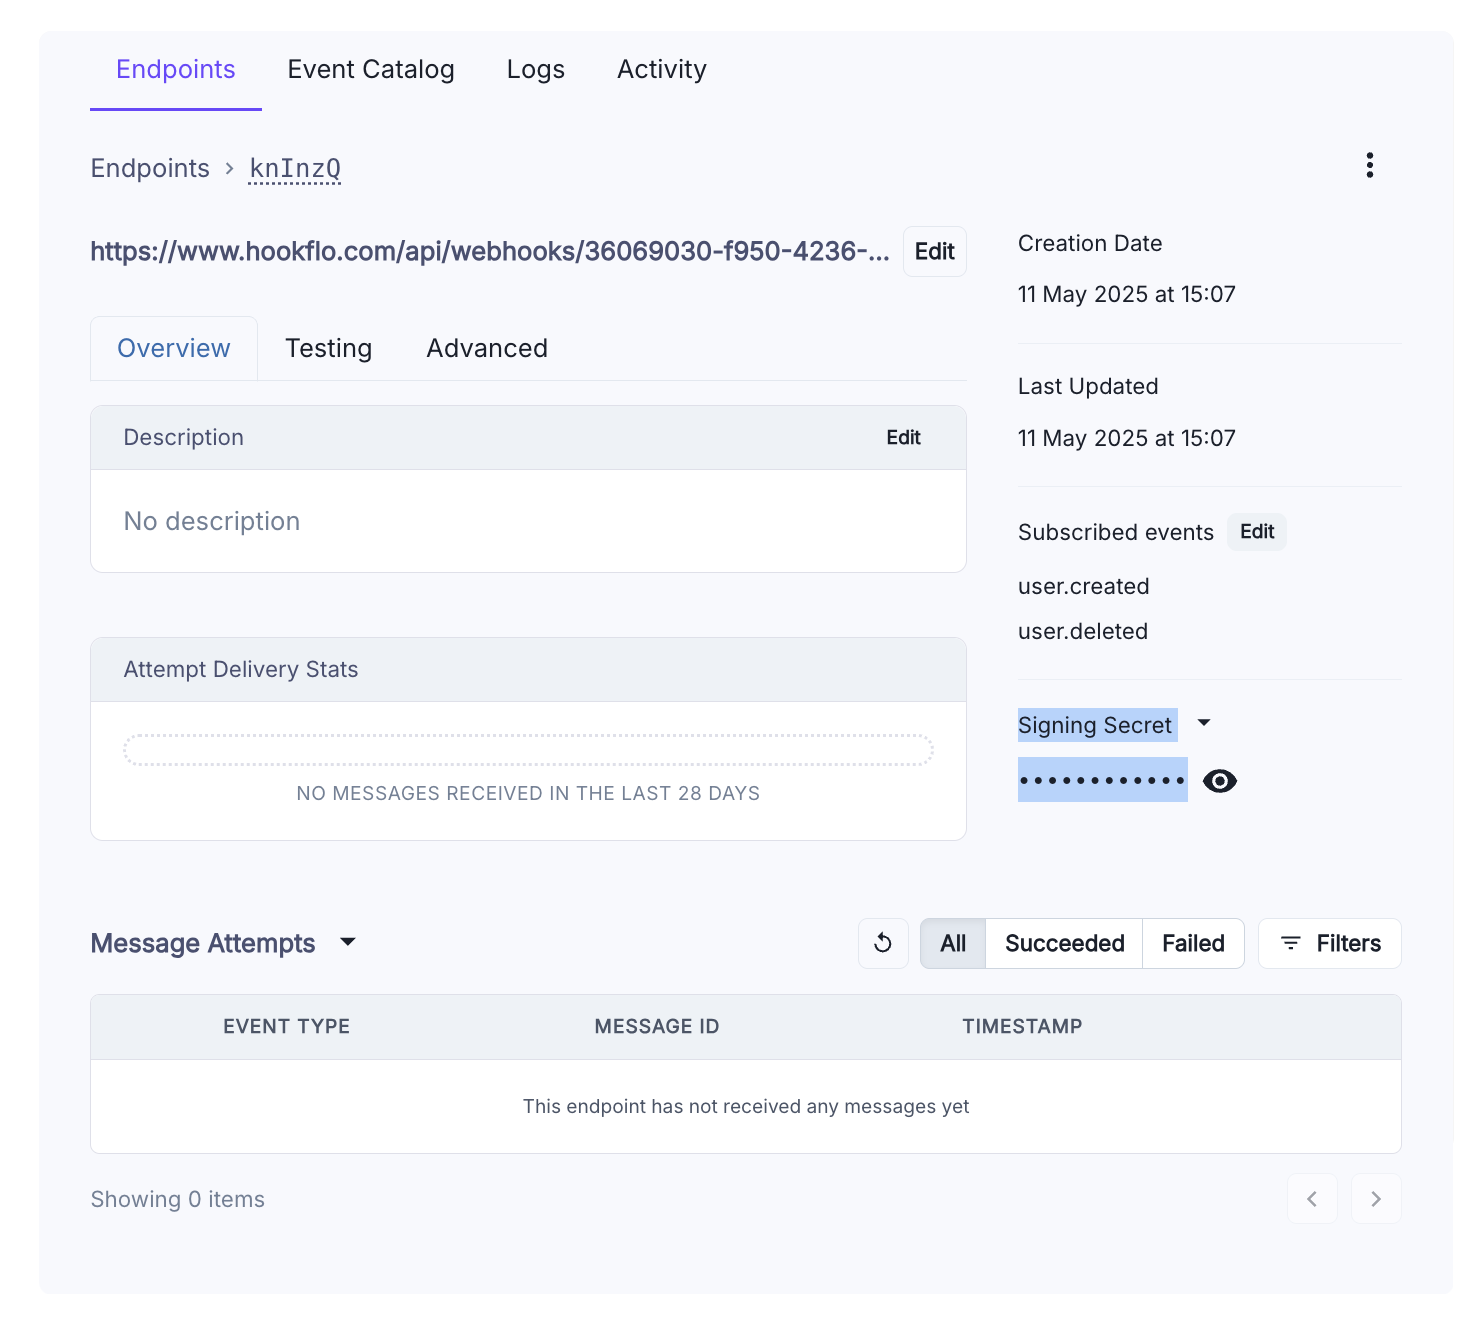 Endpoints Event Catalog Logs Activity
Endpoints > knInzQ
https://www.hookflo.com/api/webhooks/36069030-f950-4236-... Edit
Overview Testing Advanced
Description Edit
No description
Attempt Delivery Stats
NO MESSAGES RECEIVED IN THE LAST 28 DAYS
Creation Date
11 May 2025 at 15:07
Last Updated
11 May 2025 at 15:07
Subscribed events Edit
user.created
user.deleted
Signing Secret
••••••••••••
Message Attempts All Succeeded Failed Filters
EVENT TYPE MESSAGE ID TIMESTAMP
This endpoint has not received any messages yet
Showing 0 items